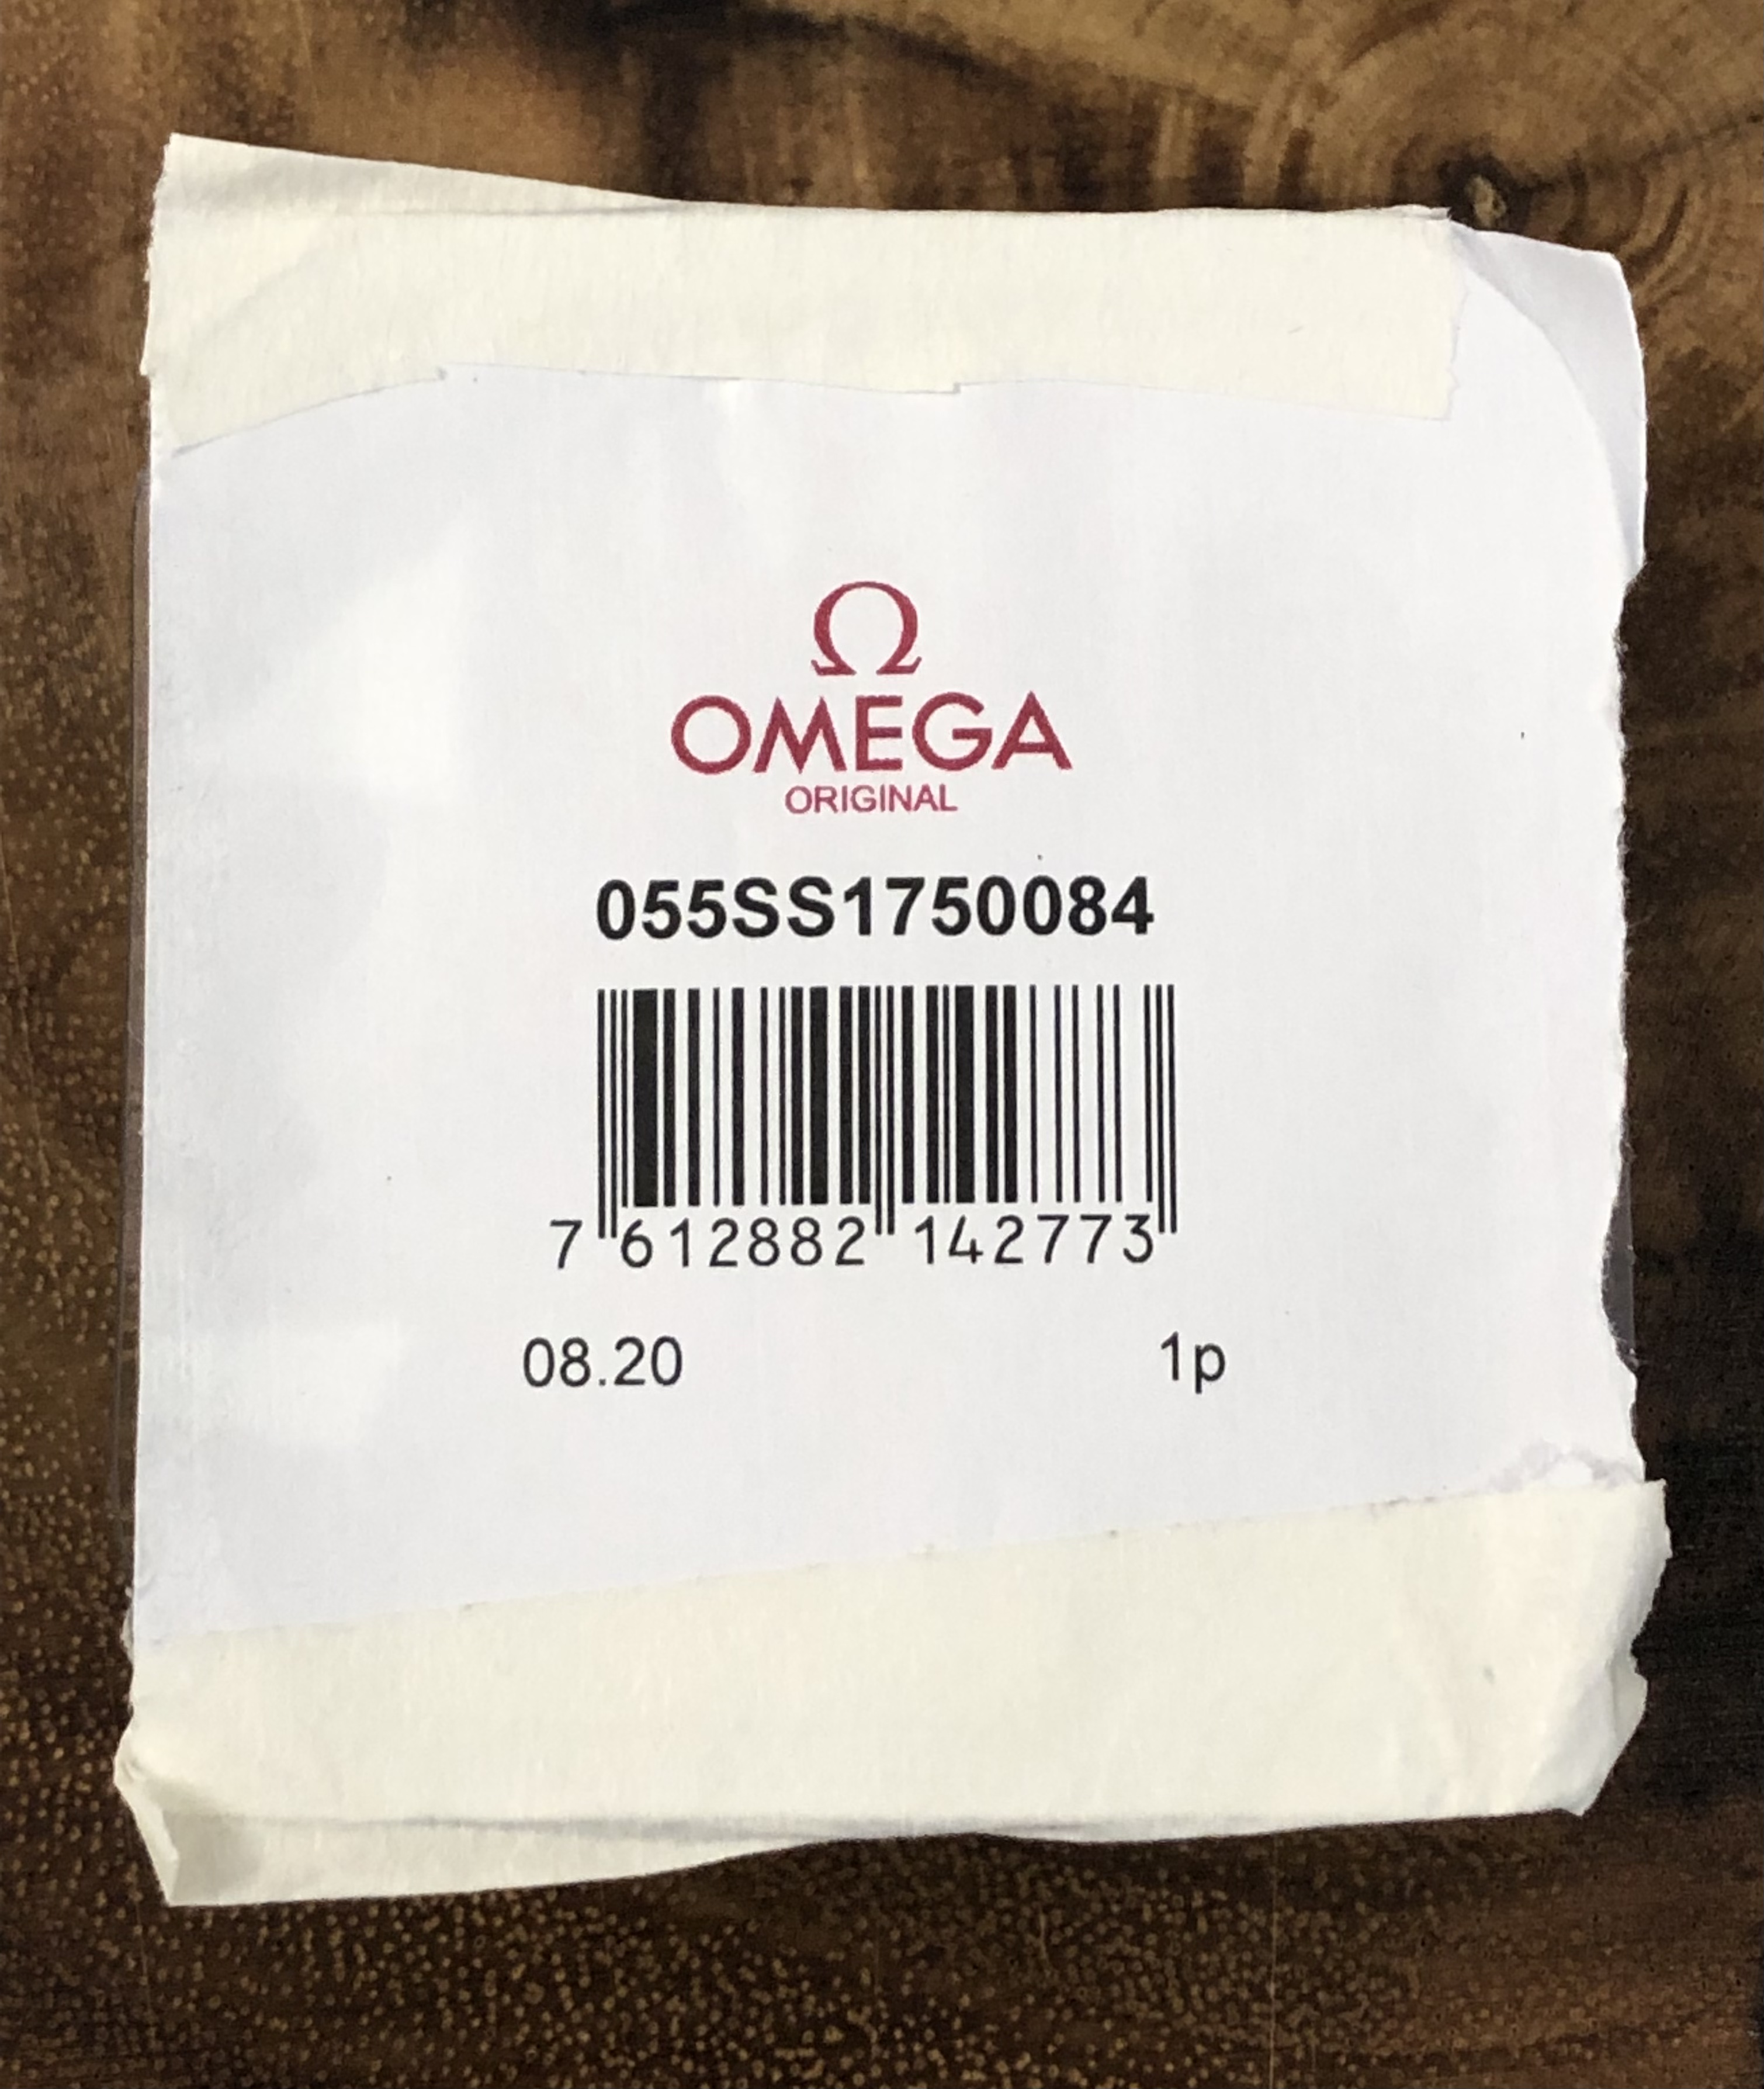 Ω
OMEGA
ORIGINAL
055SS1750084
7 612882 142773
08.20 1p